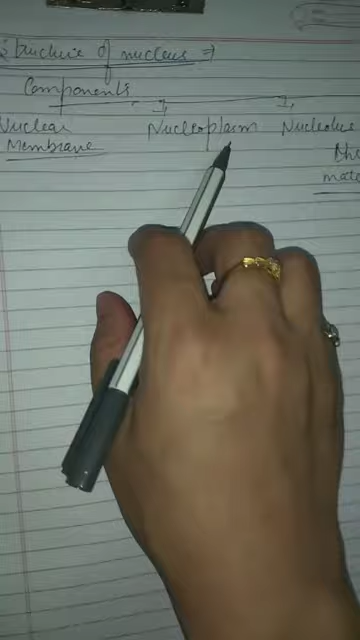 Structure of nucleus ⇒
Components
Nuclear Nucleoplasm Nucleolus
Membrane